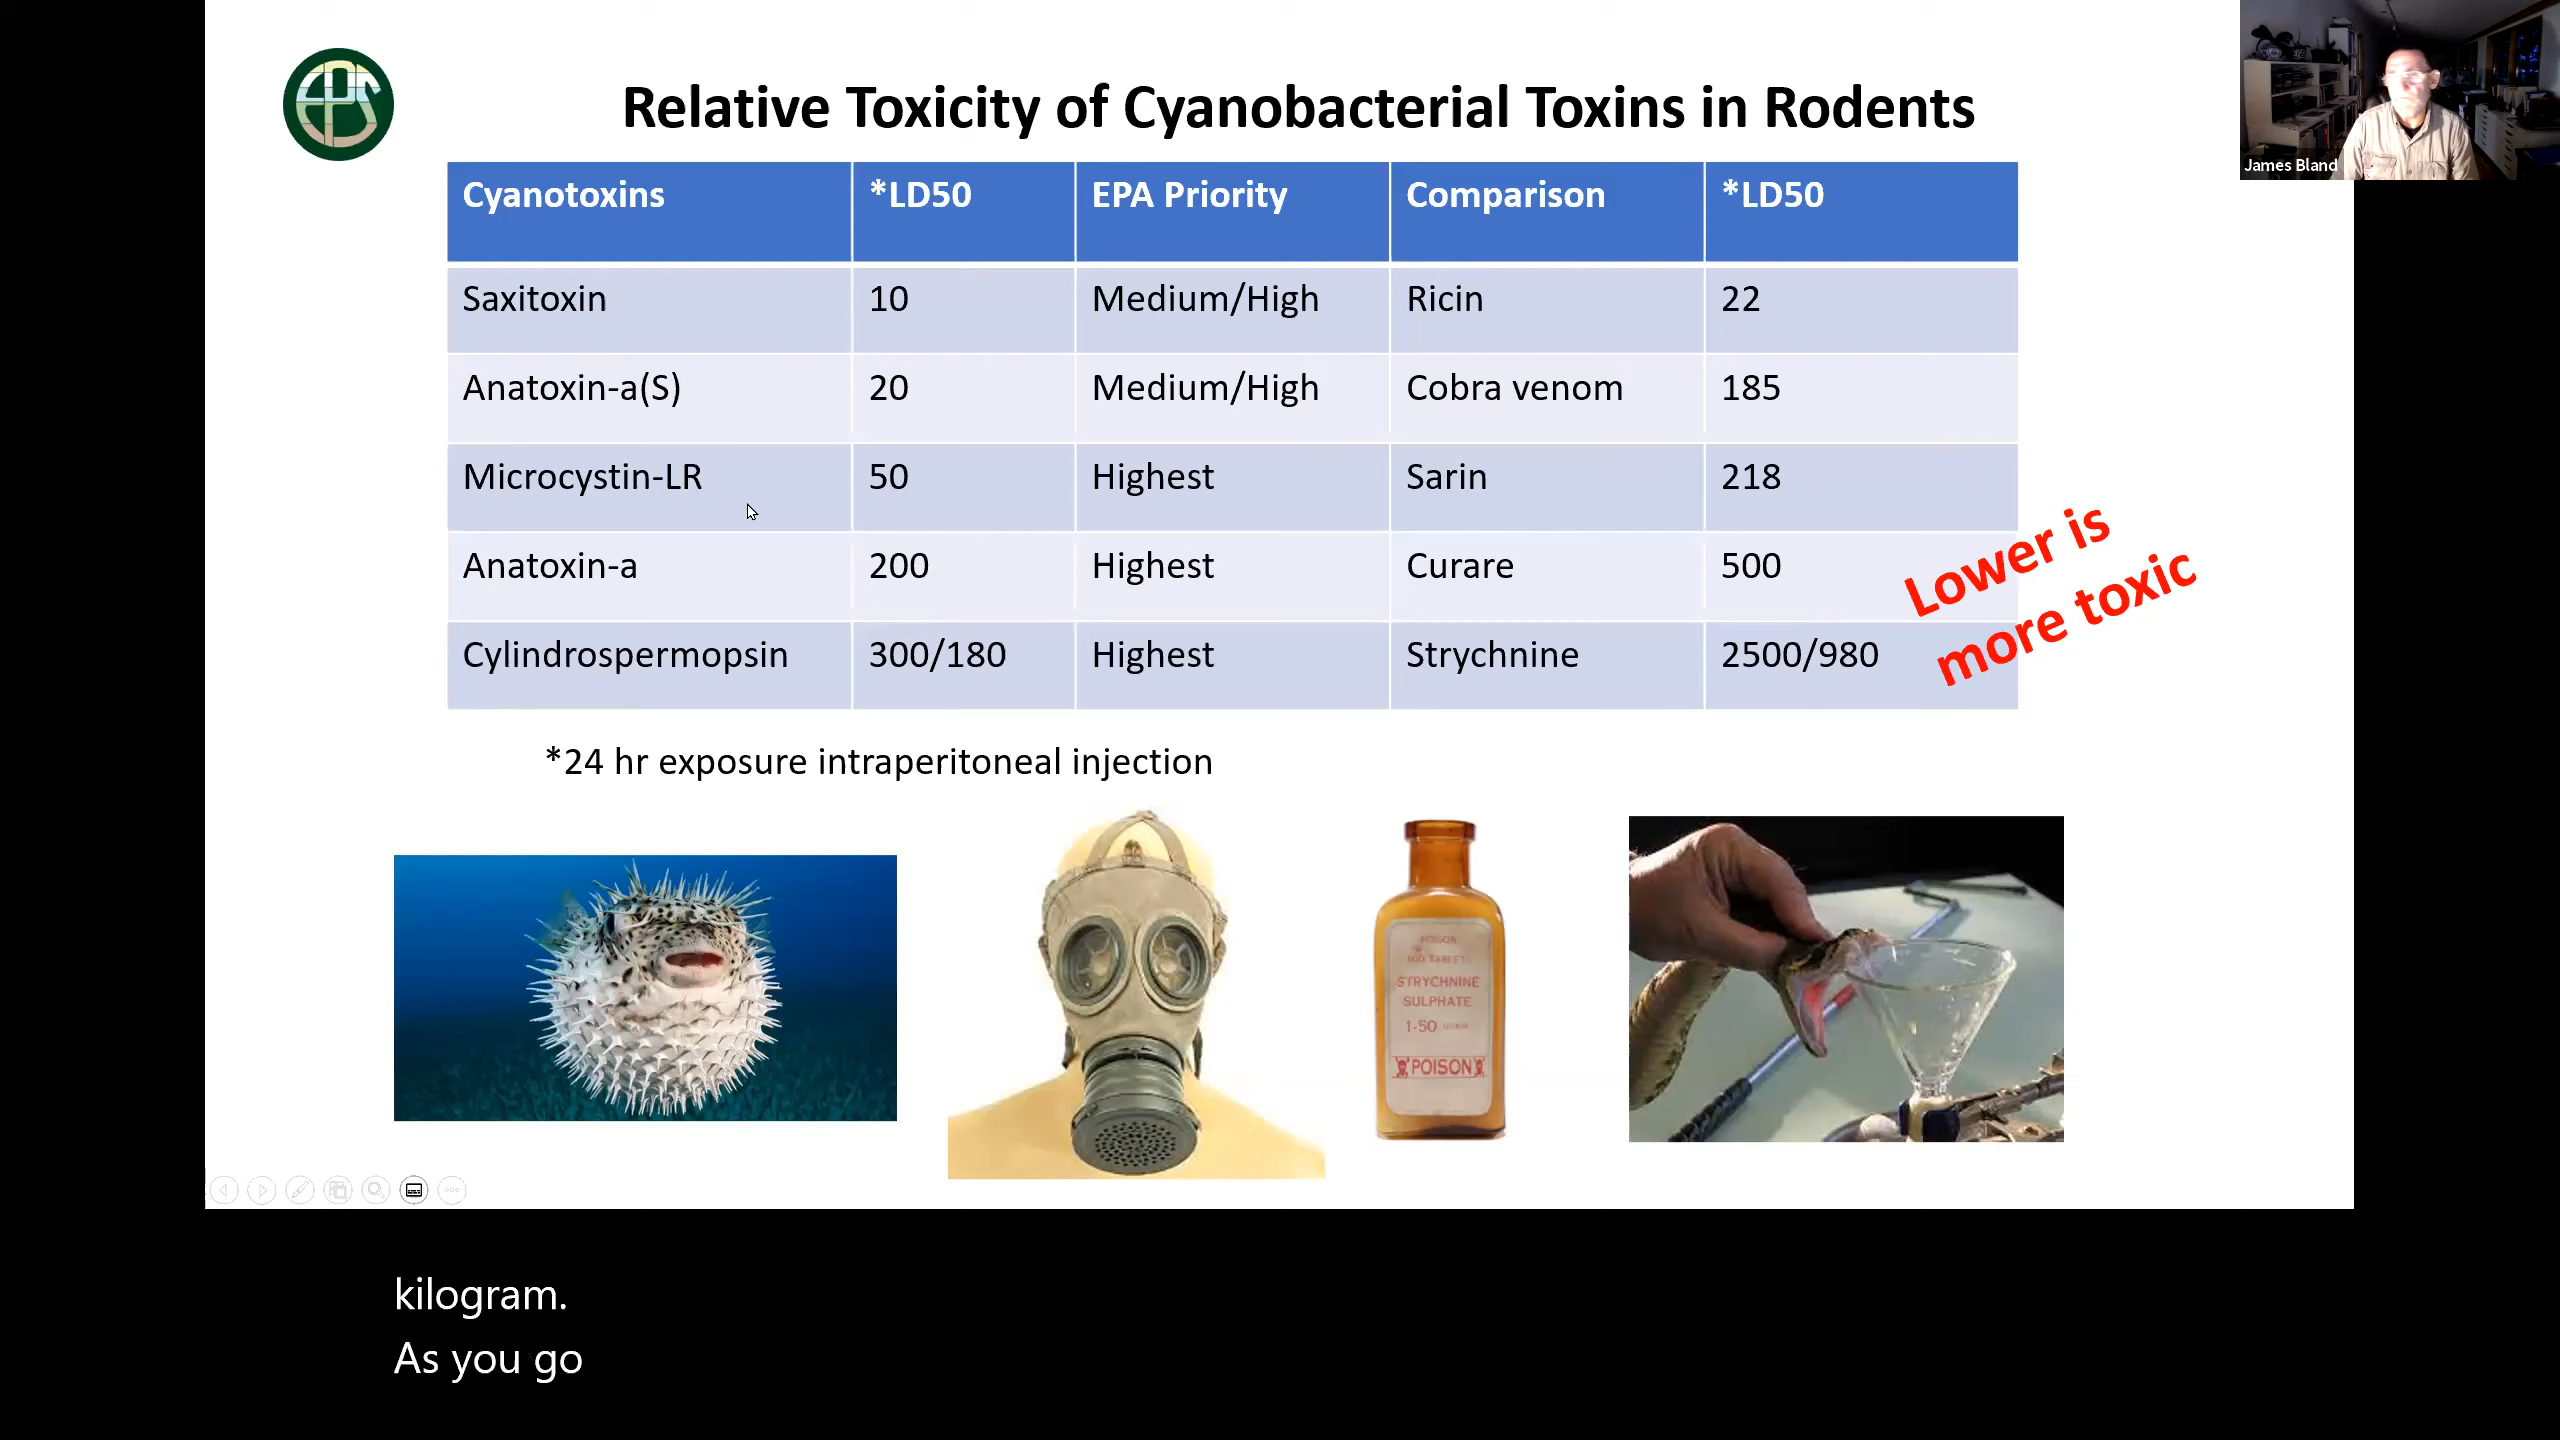 Relative Toxicity of Cyanobacterial Toxins in Rodents
James Bland
Cyanotoxins *LD50 EPA Priority Comparison *LD50
Saxitoxin 10 Medium/High Ricin 22
Anatoxin-a(S) 20 Medium/High Cobra venom 185
Microcystin-LR 50 Highest Sarin 218
Anatoxin-a 200 Highest Curare 500
Cylindrospermopsin 300/180 Highest Strychnine 2500/980
Lower is
more toxic
*24 hr exposure intraperitoneal injection
POISON
TABLETS
STRYCHNINE
SULPHATE
1-50
POISON
kilogram.
As you go